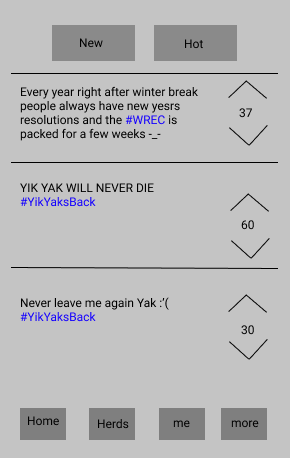 New Hot
Every year right after winter break
people always have new yesrs
resolutions and the #WREC is
packed for a few weeks -_-
37
YIK YAK WILL NEVER DIE
#YikYaksBack
60
Never leave me again Yak :'(
#YikYaksBack
30
Home Herds me more